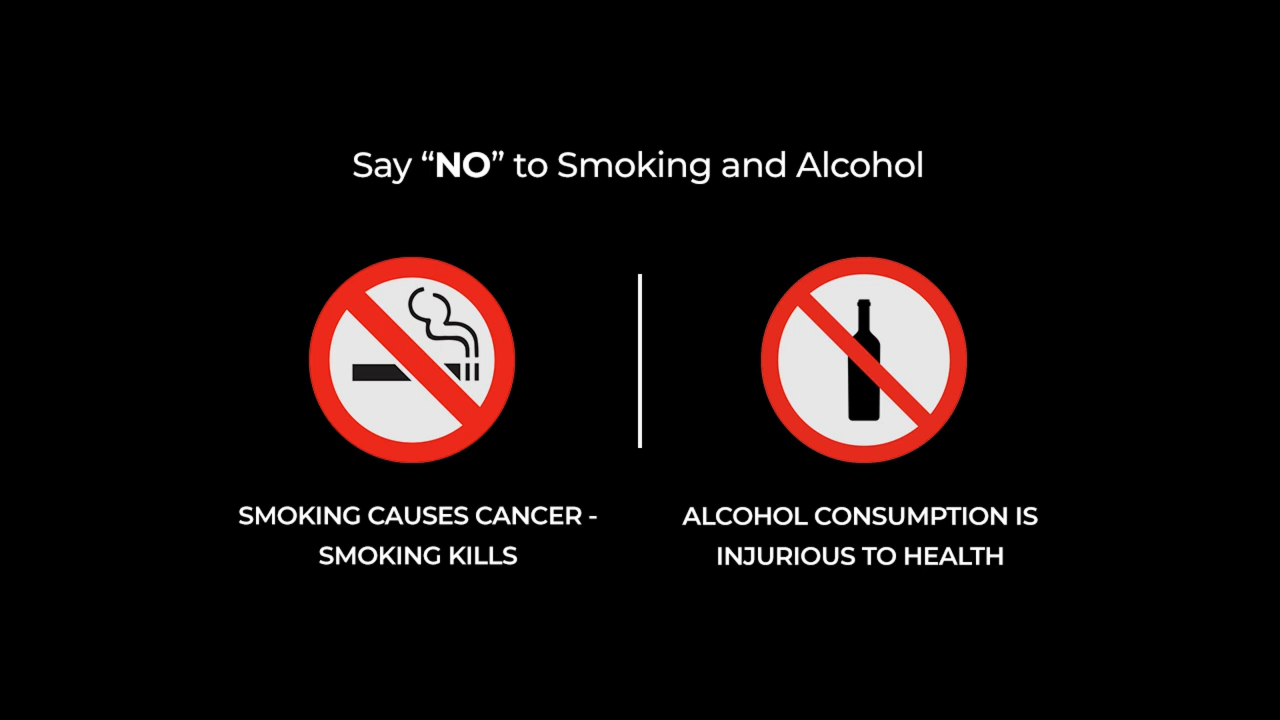 Say “NO” to Smoking and Alcohol
SMOKING CAUSES CANCER -
SMOKING KILLS
ALCOHOL CONSUMPTION IS
INJURIOUS TO HEALTH